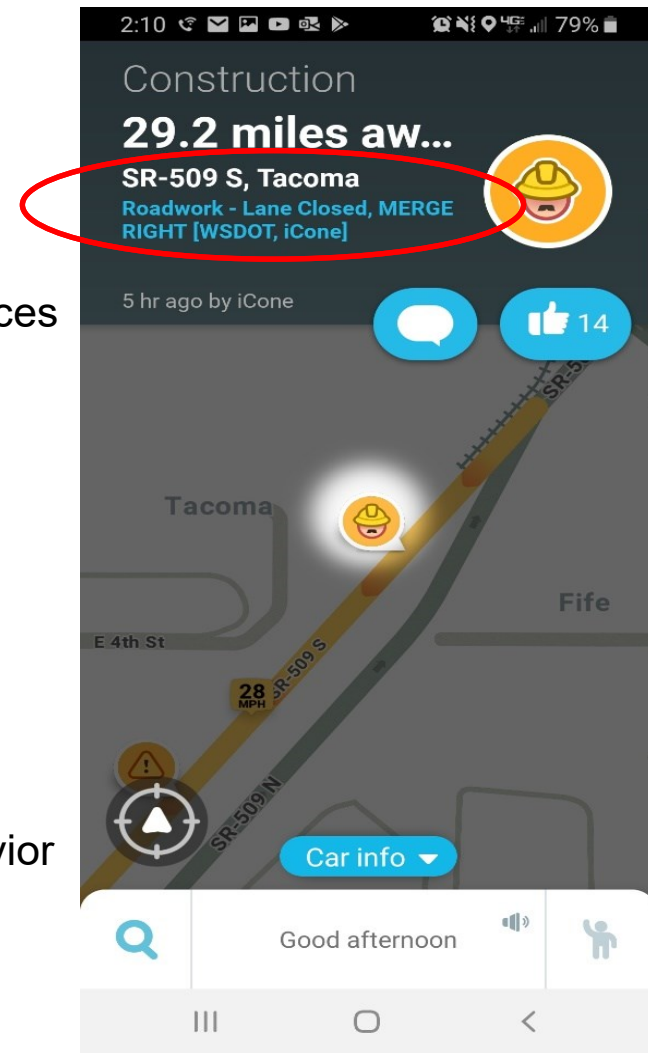 2:10 79%
Construction
29.2 miles aw...
SR-509 S, Tacoma
Roadwork - Lane Closed, MERGE
RIGHT [WSDOT, iCone]
5 hr ago by iCone
14
ces
SR-50
Tacoma
Fife
E 4th St
SR-509 S
28
MPH
SR-509 N
vior
Car info
Good afternoon